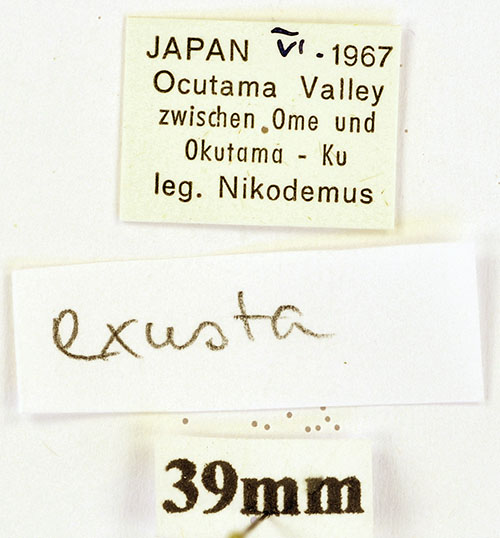 JAPAN VI . 1967
Ocutama Valley
zwischen Ome und
Okutama - Ku
leg. Nikodemus
exusta
39mm